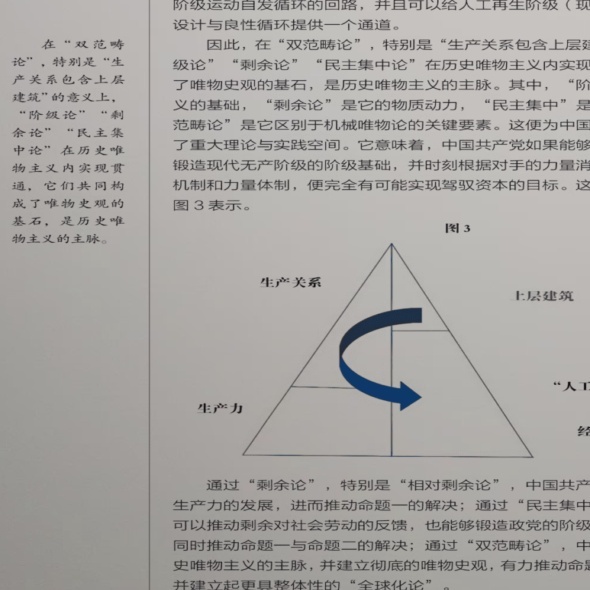 在“双范畴
论”，特别是“生
产关系包含上层
建筑”的意义上，
“阶级论”“剩
余论”“民主集
中论”在历史唯
物主义内实现贯
通，它们共同构
成了唯物史观的
基石，是历史唯
物主义的主脉。
阶级运动自发循环的回路，并且可以给人工再生阶级（现
设计与良性循环提供一个通道。
因此，在“双范畴论”，特别是“生产关系包含上层建
级论”“剩余论”“民主集中论”在历史唯物主义内实现
了唯物史观的基石，是历史唯物主义的主脉。其中，“阶
义的基础，“剩余论”是它的物质动力，“民主集中”是
范畴论”是它区别于机械唯物论的关键要素。这便为中国
了重大理论与实践空间。它意味着，中国共产党如果能够
锻造现代无产阶级的阶级基础，并时刻根据对手的力量消
机制和力量体制，便完全有可能实现驾驭资本的目标。这
图 3 表示。
图 3
生产关系
上层建筑
“人工
生产力
结
通过“剩余论”，特别是“相对剩余论”，中国共产
生产力的发展，进而推动命题一的解决；通过“民主集中
可以推动剩余对社会劳动的反馈，也能够锻造政党的阶级
同时推动命题一与命题二的解决；通过“双范畴论”，中
史唯物主义的主脉，并建立彻底的唯物史观，有力推动命题
并建立起更具整体性的“全球化论”。